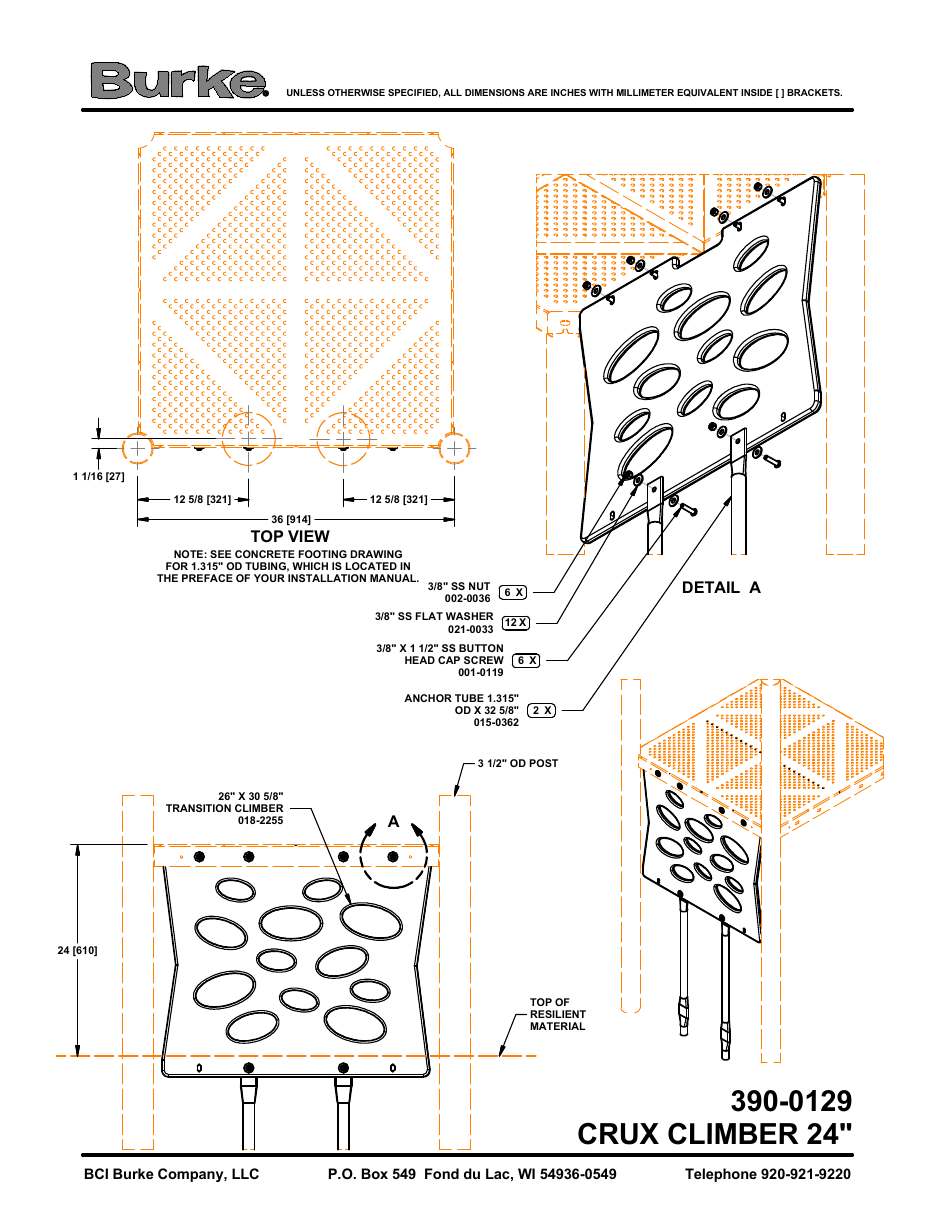 Burke
UNLESS OTHERWISE SPECIFIED, ALL DIMENSIONS ARE INCHES WITH MILLIMETER EQUIVALENT INSIDE [ ] BRACKETS.
1 1/16 [27]
12 5/8 [321]
12 5/8 [321]
36 [914]
TOP VIEW
NOTE: SEE CONCRETE FOOTING DRAWING
FOR 1.315" OD TUBING, WHICH IS LOCATED IN
THE PREFACE OF YOUR INSTALLATION MANUAL.
DETAIL A
3/8" SS NUT
002-0036
6 X
3/8" SS FLAT WASHER
021-0033
12 X
3/8" X 1 1/2" SS BUTTON
HEAD CAP SCREW
001-0119
6 X
ANCHOR TUBE 1.315"
OD X 32 5/8"
015-0362
2 X
3 1/2" OD POST
26" X 30 5/8"
TRANSITION CLIMBER
018-2255
A
24 [610]
TOP OF
RESILIENT
MATERIAL
390-0129
CRUX CLIMBER 24"
BCI Burke Company, LLC
P.O. Box 549 Fond du Lac, WI 54936-0549
Telephone 920-921-9220